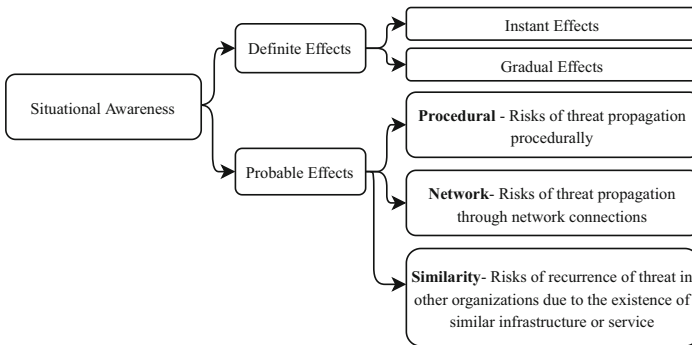 Situational Awareness
Definite Effects
Instant Effects
Gradual Effects
Probable Effects
Procedural - Risks of threat propagation
procedurally
Network- Risks of threat propagation
through network connections
Similarity- Risks of recurrence of threat in
other organizations due to the existence of
similar infrastructure or service